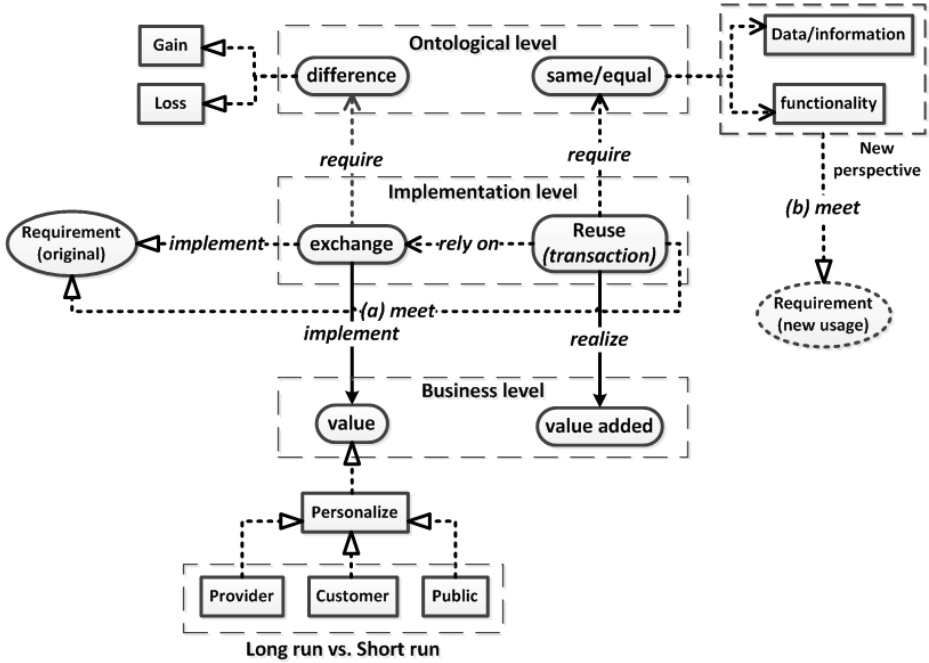 Gain
Loss
Ontological level
difference
same/equal
Data/information
functionality
New
perspective
require
require
(b) meet
Implementation level
Requirement
(original)
implement
exchange
rely on
Reuse
(transaction)
(a) meet
implement
realize
Requirement
(new usage)
Business level
value
value added
Personalize
Provider
Customer
Public
Long run vs. Short run